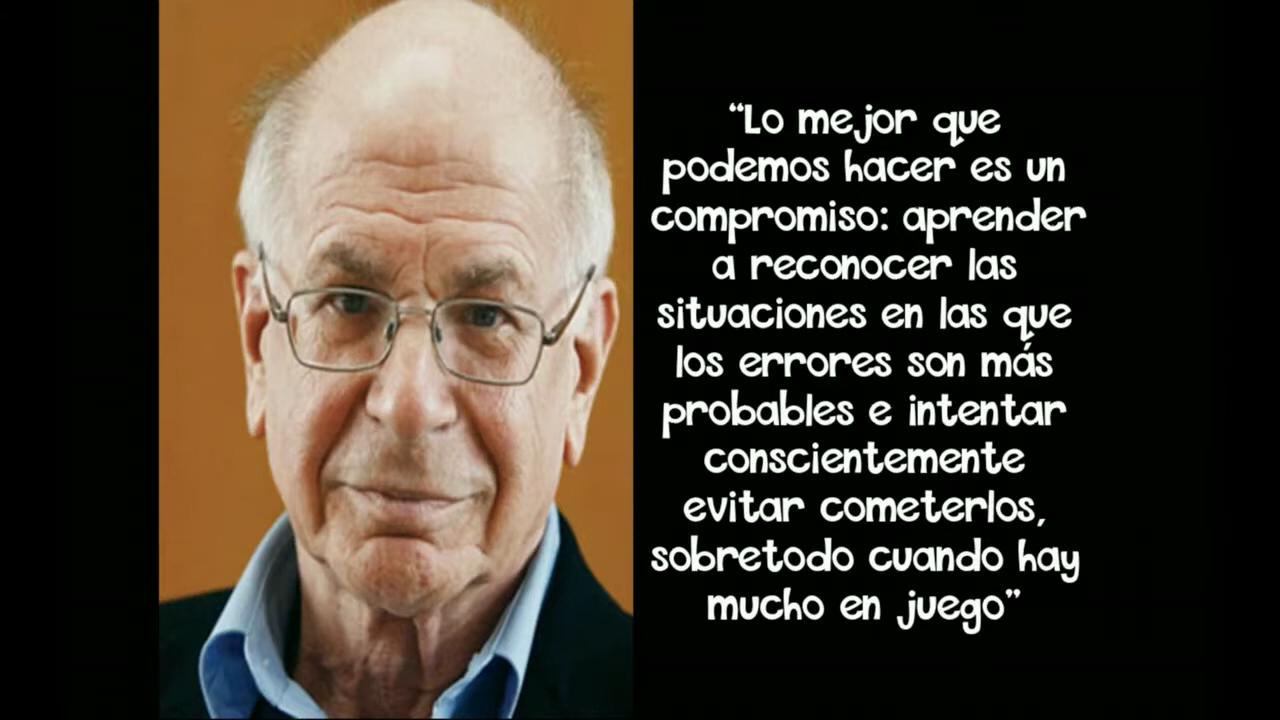 “Lo mejor que
podemos hacer es un
compromiso: aprender
a reconocer las
situaciones en las que
los errores son más
probables e intentar
conscientemente
evitar cometerlos,
sobretodo cuando hay
mucho en juego”